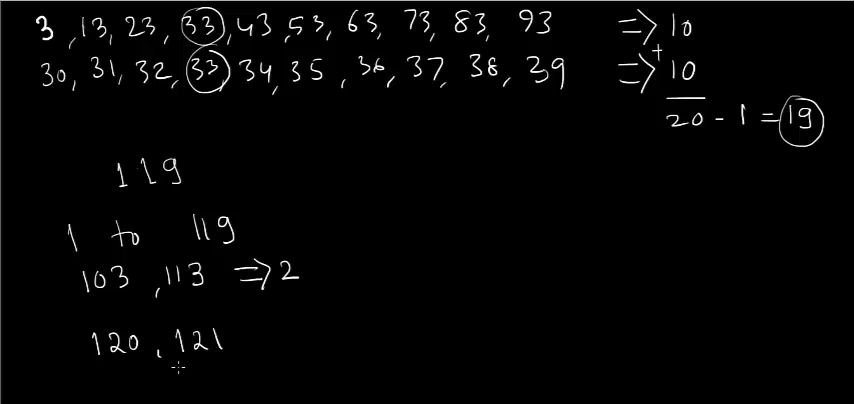 3, 13, 23, 33, 43, 53, 63, 73, 83, 93 => 10
30, 31, 32, 33, 34, 35, 36, 37, 38, 39 => + 10
20 - 1 = 19
119
1 to 119
103, 113 => 2
120, 121